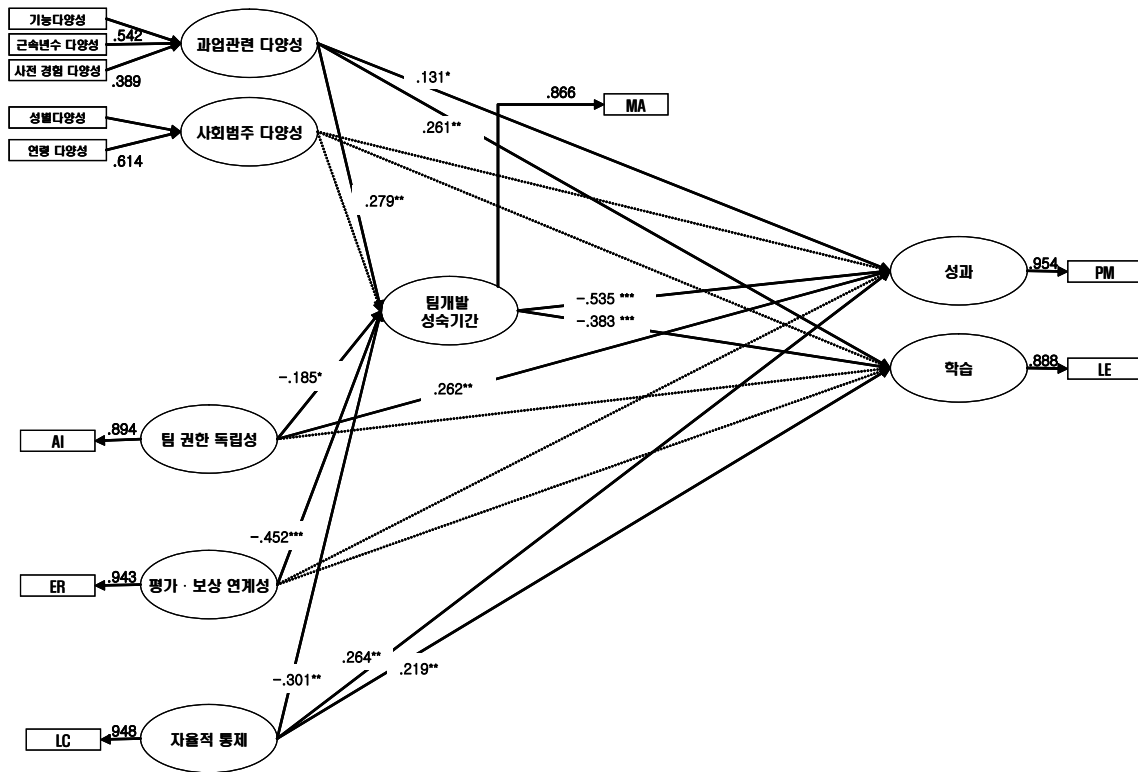 기능다양성
.542
근속년수 다양성
사전 경험 다양성
.389
과업관련 다양성
성별다양성
사회범주 다양성
연령 다양성
.614
.131*
.261**
.866
MA
.279**
팀개발
성숙기간
-.535 ***
-.383 ***
성과
.954
PM
학습
.888
LE
-.185*
.262**
AI
.894
팀 권한 독립성
-.452***
ER
.943
평가 · 보상 연계성
.264**
.219**
-.301**
LC
.948
자율적 통제